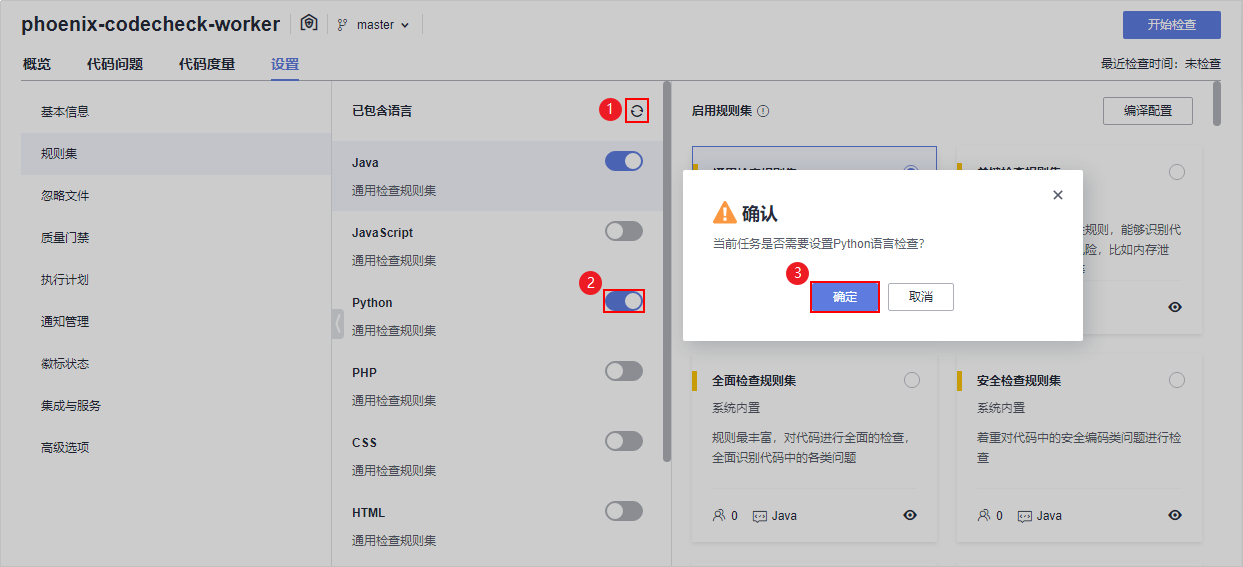 phoenix-codecheck-worker
master
开始检查
概览
代码问题
代码度量
设置
最近检查时间：未检查
基本信息
规则集
忽略文件
质量门禁
执行计划
通知管理
徽标状态
集成与服务
高级选项
已包含语言
1
Java
通用检查规则集
JavaScript
通用检查规则集
2
Python
通用检查规则集
PHP
通用检查规则集
CSS
通用检查规则集
HTML
通用检查规则集
启用规则集
编译配置
规则，能够识别代
险，比如内存泄
确认
当前任务是否需要设置Python语言检查?
3
确定
取消
全面检查规则集
系统内置
规则最丰富，对代码进行全面的检查，
全面识别代码中的各类问题
0
Java
安全检查规则集
系统内置
着重对代码中的安全编码类问题进行检
查
0
Java